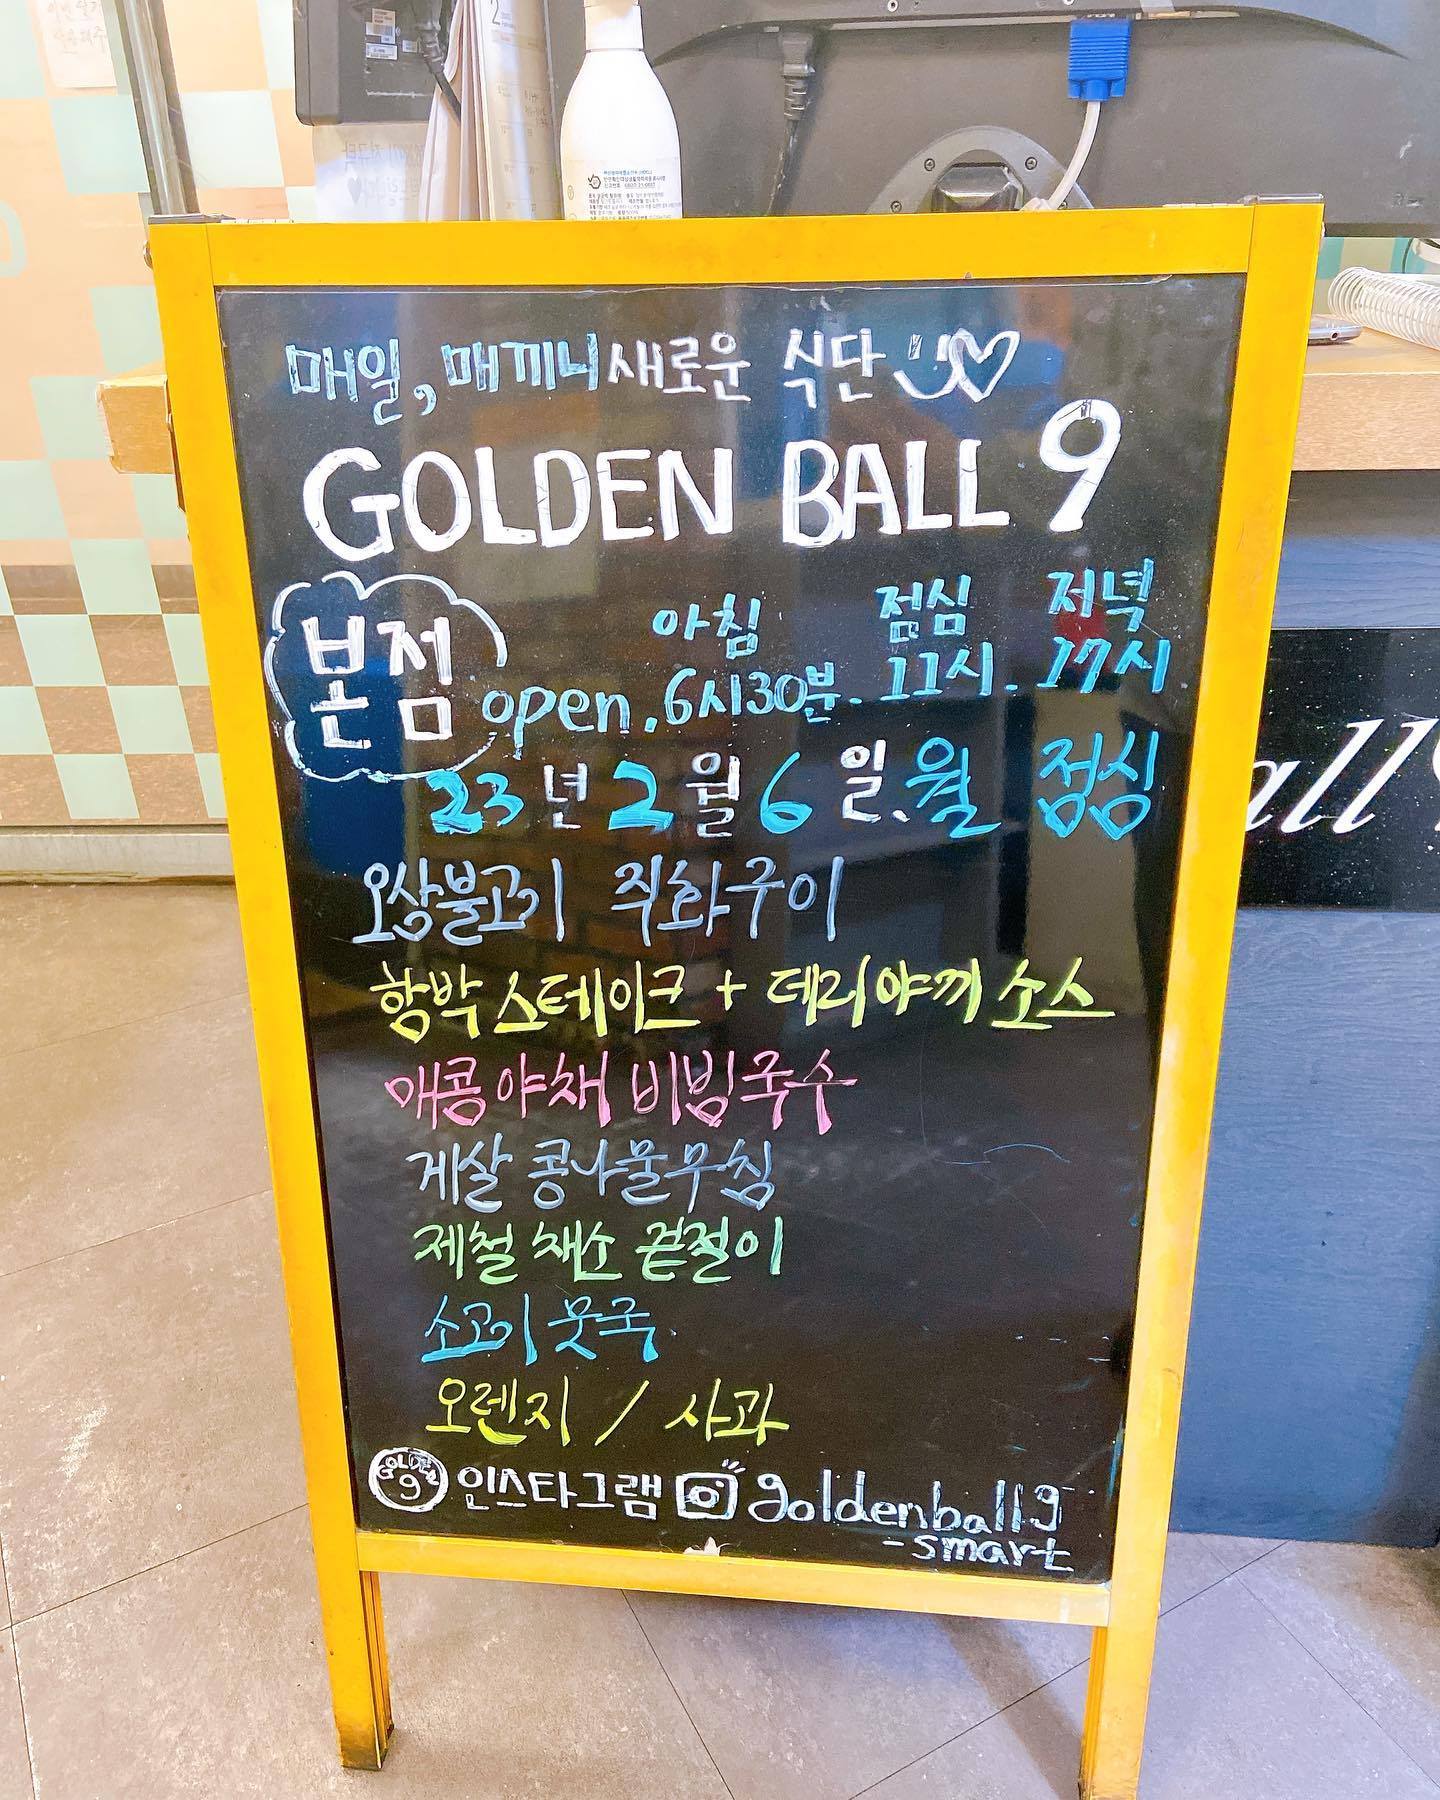 매일, 매끼니 새로운 식단
GOLDEN BALL 9
본점
아침 점심 저녁
open. 6시30분. 11시. 17시
23년 2월 6일. 월 점심
오상불고기 직화구이
함박 스테이크 + 데리야끼 소스
매콤 야채 비빔국수
게살 콩나물무침
제철 채소 겉절이
소고기 뭇국
오렌지 / 사과
GOLDEN 9 인스타그램 goldenball9
-smart
all9